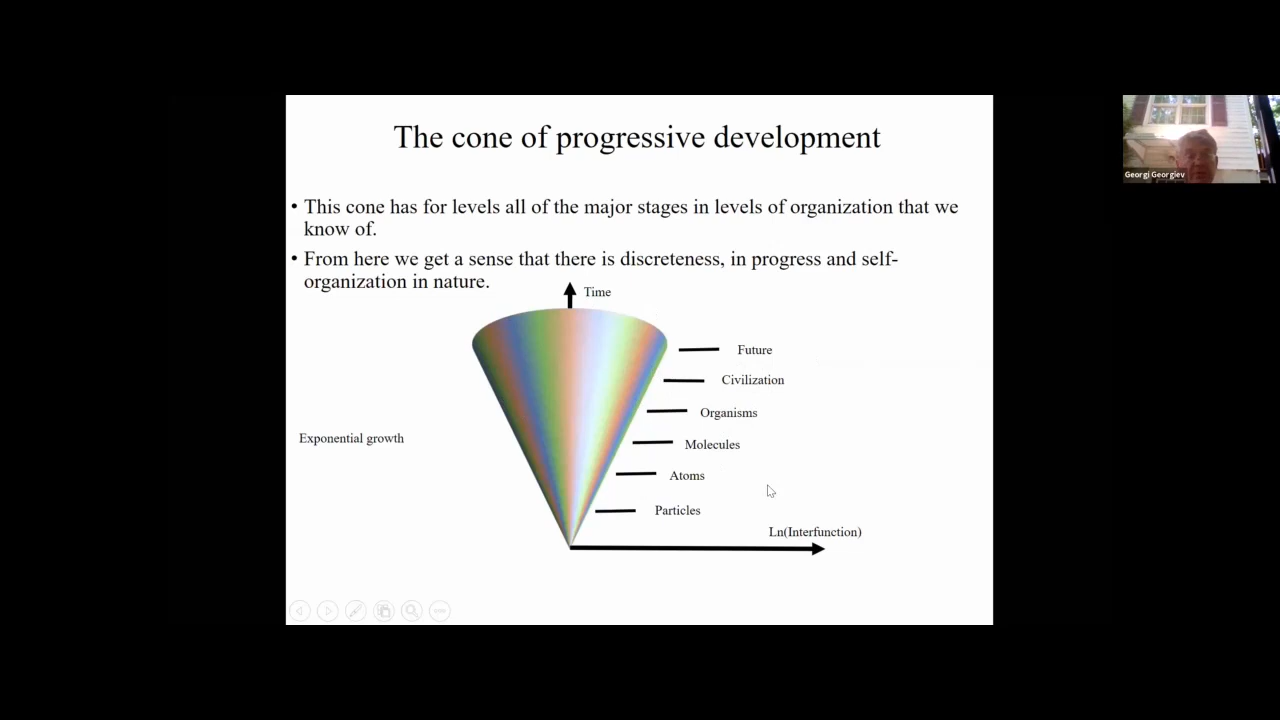 The cone of progressive development
• This cone has for levels all of the major stages in levels of organization that we
know of.
• From here we get a sense that there is discreteness, in progress and self-
organization in nature.
Time
Future
Civilization
Organisms
Exponential growth
Molecules
Atoms
Particles
Ln(Interfunction)
Georgi Georgiev